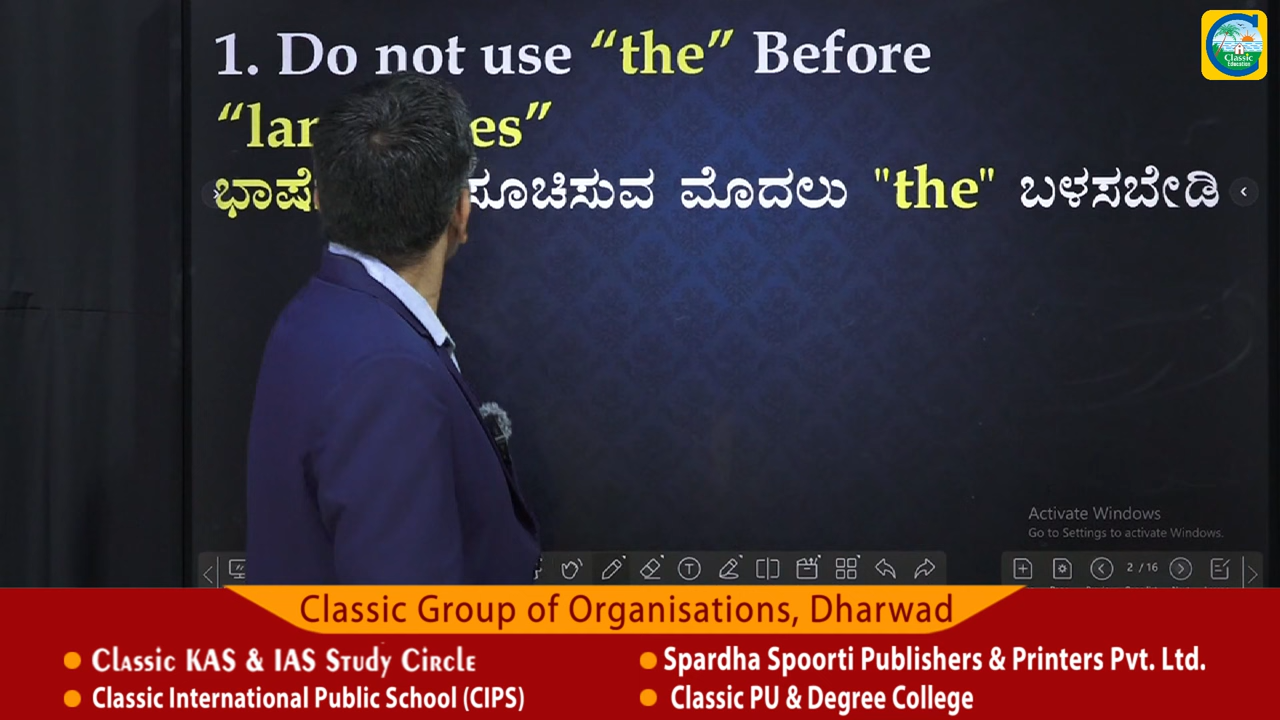 1. Do not use “the” Before
ಸೂಚಿಸುವ ಮೊದಲು "the" ಬಳಸಬೇಡಿ
Classic
Education
Activate Windows
Go to Settings to activate Windows.
2 / 16
Classic Group of Organisations, Dharwad
Classic KAS & IAS Study Circle
Spardha Spoorti Publishers & Printers Pvt. Ltd.
Classic International Public School (CIPS)
Classic PU & Degree College